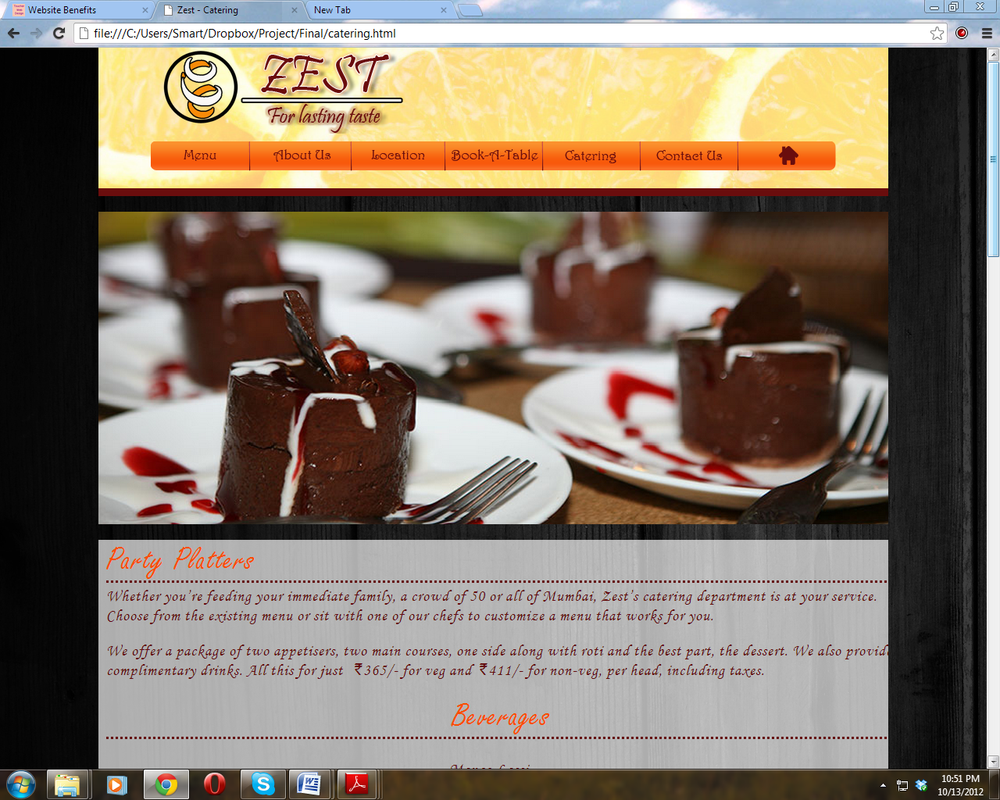 Website Benefits
Zest - Catering
New Tab
file:///C:/Users/Smart/Dropbox/Project/Final/catering.html
ZEST
For lasting taste
Menu
About Us
Location
Book-A-Table
Catering
Contact Us
Party Platters
Whether you're feeding your immediate family, a crowd of 50 or all of Mumbai, Zest's catering department is at your service.
Choose from the existing menu or sit with one of our chefs to customize a menu that works for you.
We offer a package of two appetisers, two main courses, one side along with roti and the best part, the dessert. We also provide
complimentary drinks. All this for just ₹365/- for veg and ₹411/- for non-veg, per head, including taxes.
Beverages
10:51 PM
10/13/2012